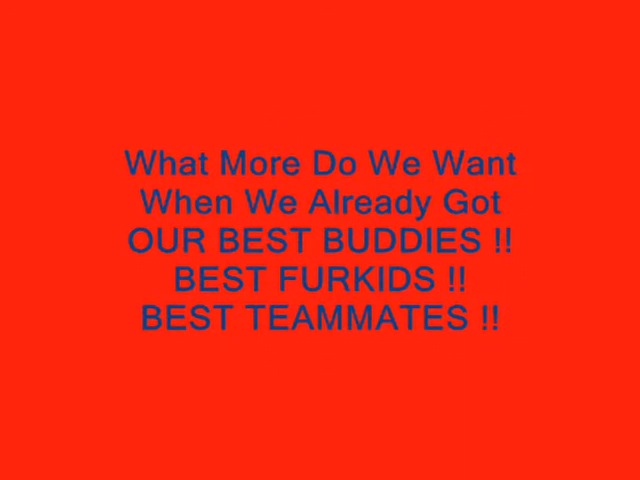 What More Do We Want
When We Already Got
OUR BEST BUDDIES !!
BEST FURKIDS !!
BEST TEAMMATES !!